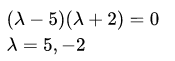 (λ − 5)(λ + 2) = 0
λ = 5, −2